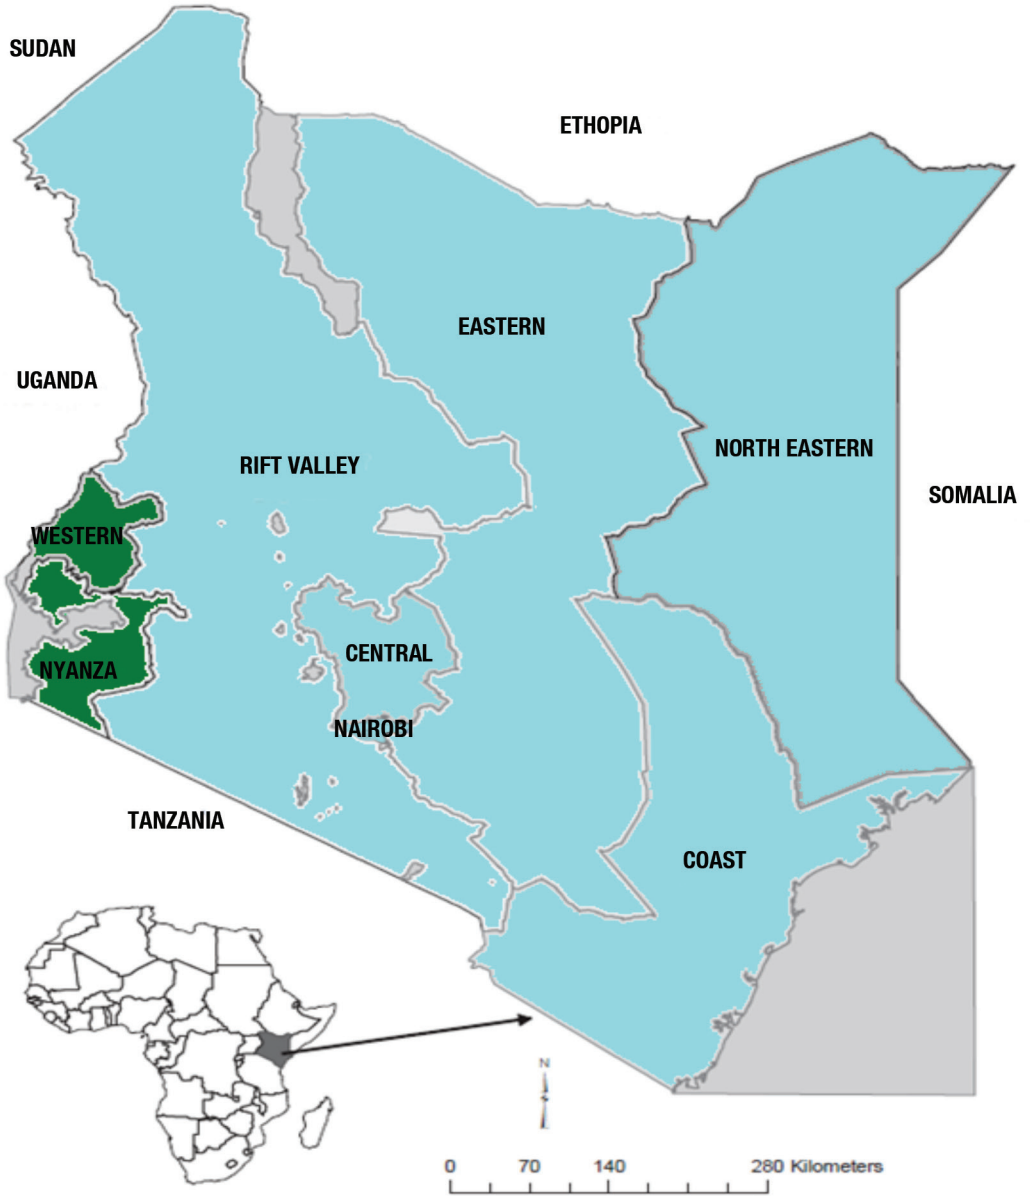 SUDAN
ETHOPIA
EASTERN
UGANDA
NORTH EASTERN
RIFT VALLEY
SOMALIA
WESTERN
CENTRAL
NYANZA
NAIROBI
TANZANIA
COAST
N
0 70 140 280 Kilometers